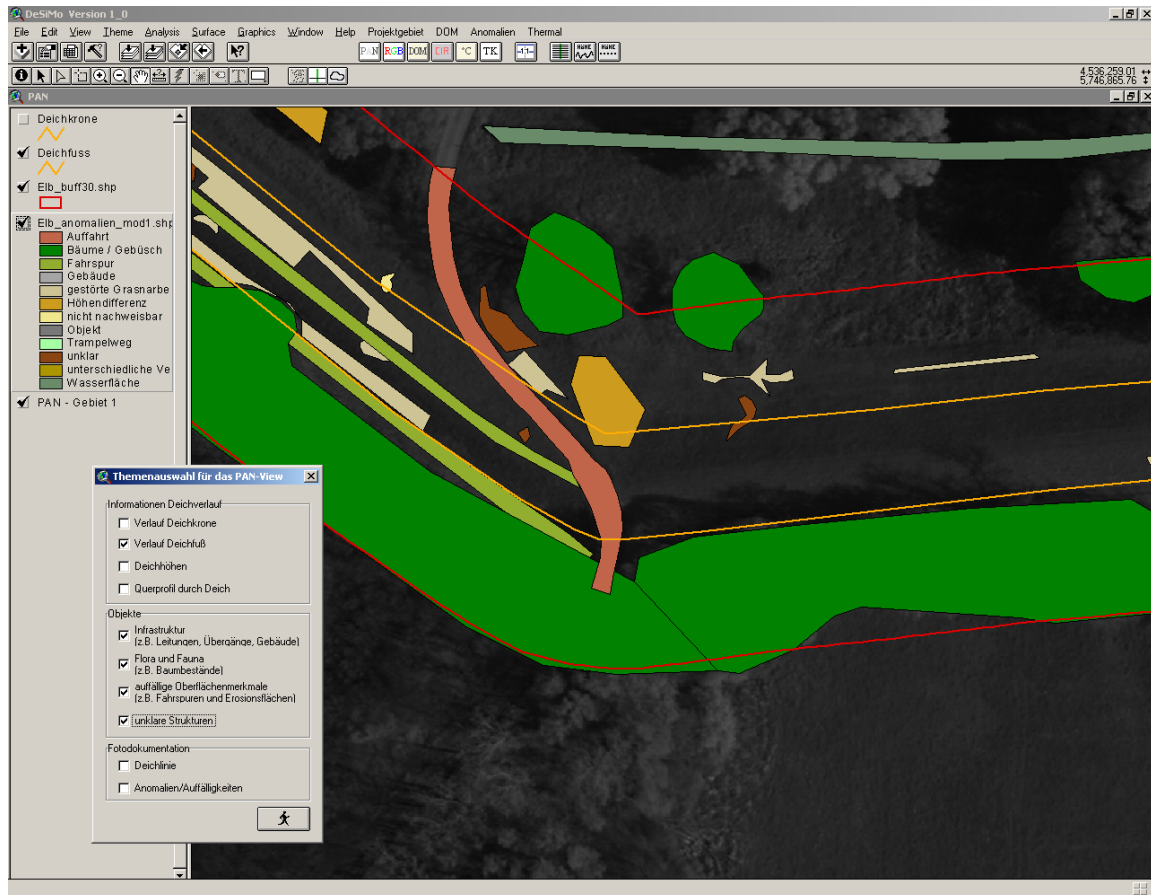 DeSiMo Version 1_0
File Edit View Theme Analysis Surface Graphics Window Help Projektgebiet DOM Anomalien Thermal
PAN RGB DOM CIR °C TK
4,536,259.01
5,746,865.76
PAN
Deichkrone
Deichfuss
Elb_buff30.shp
Elb_anomalien_mod1.shp
Auffahrt
Bäume / Gebüsch
Fahrspur
Gebäude
gestörte Grasnarbe
Höhendifferenz
nicht nachweisbar
Objekt
Trampelweg
unklar
unterschiedliche Ve
Wasserfläche
PAN - Gebiet 1
Themenauswahl für das PAN-View
Informationen Deichverlauf
Verlauf Deichkrone
Verlauf Deichfuß
Deichhöhen
Querprofil durch Deich
Objekte
Infrastruktur
(z.B. Leitungen, Übergänge, Gebäude)
Flora und Fauna
(z.B. Baumbestände)
auffällige Oberflächenmerkmale
(z.B. Fahrspuren und Erosionsflächen)
unklare Strukturen
Fotodokumentation
Deichlinie
Anomalien/Auffälligkeiten